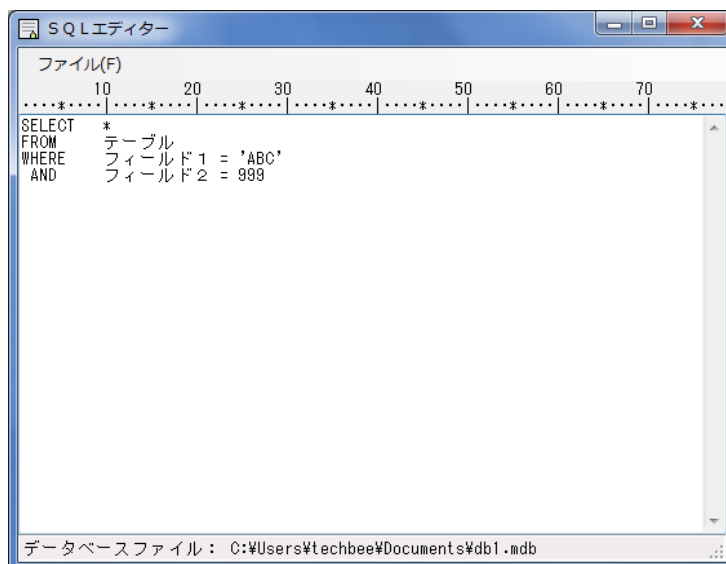 SQLエディター
ファイル(F)
10 20 30 40 50 60 70
····*····|····*····|····*····|····*····|····*····|····*····|····*····|····*···
SELECT *
FROM テーブル
WHERE フィールド1 = 'ABC'
AND フィールド2 = 999
データベースファイル: C:¥Users¥techbee¥Documents¥db1.mdb